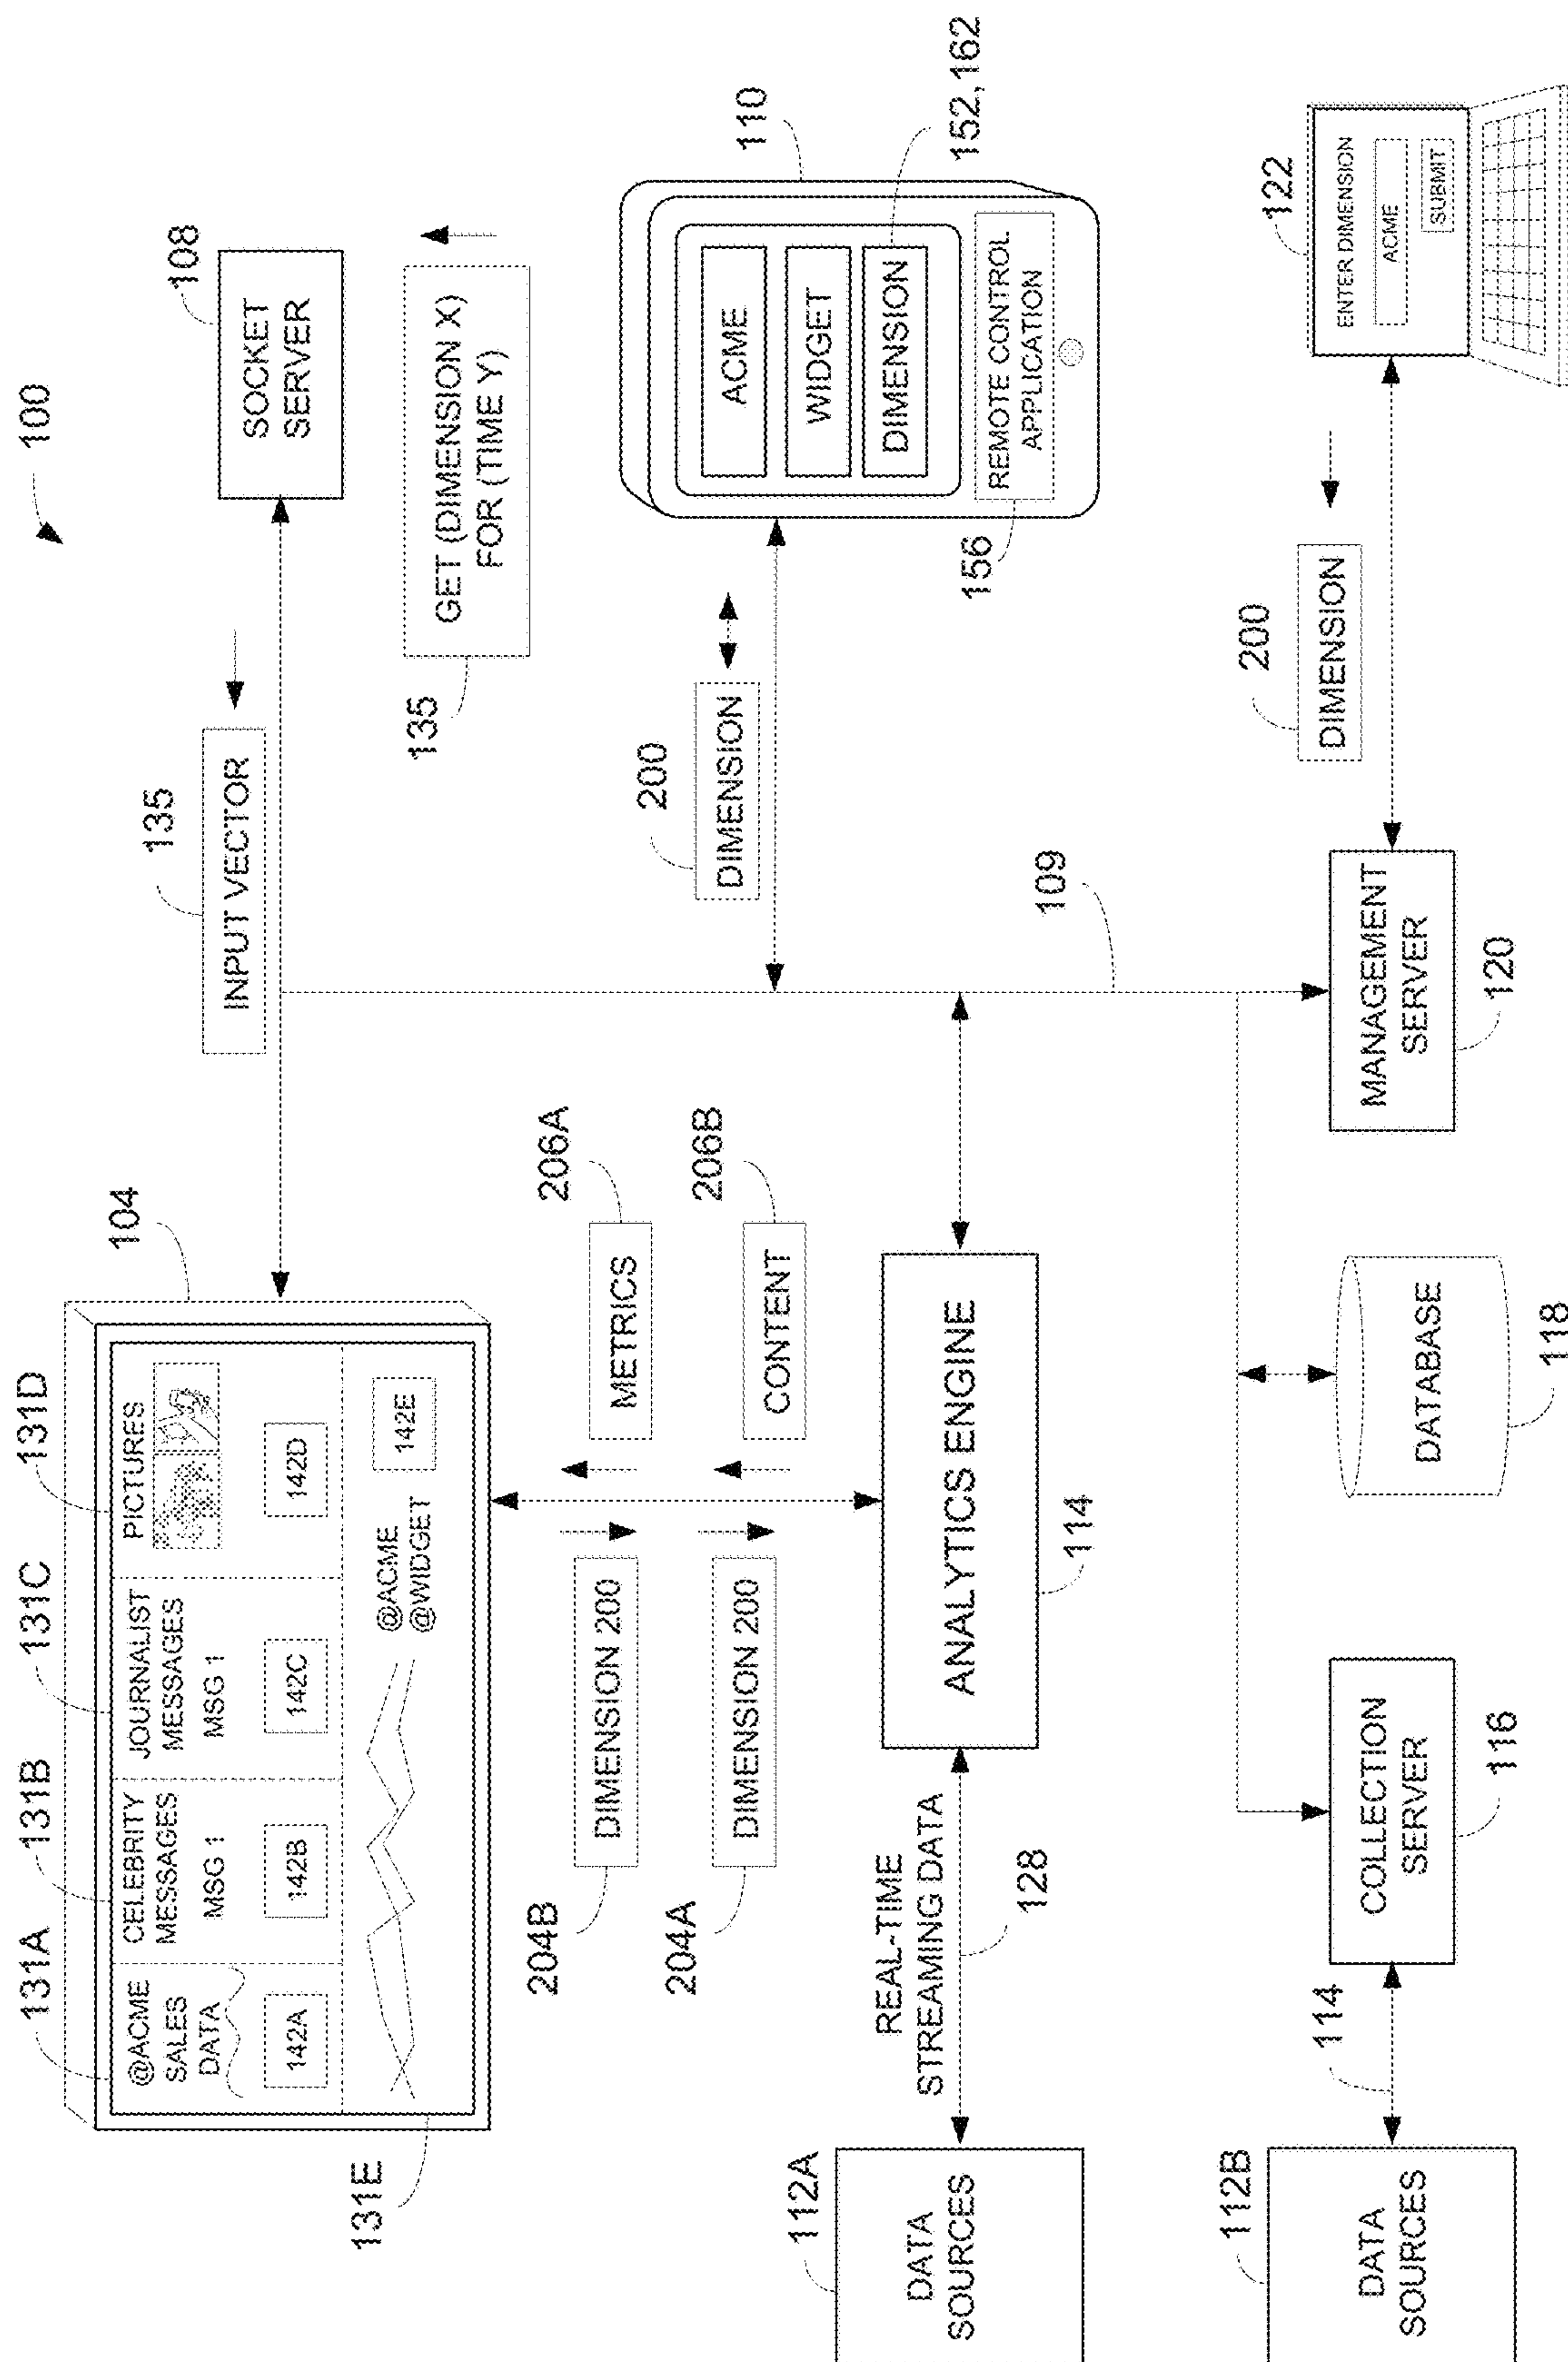 100
131A
131B
131C
131D
104
@ACME
SALES
DATA
142A
CELEBRITY
MESSAGES
MSG 1
142B
JOURNALIST
MESSAGES
MSG 1
142C
PICTURES
142D
@ACME
@WIDGET
142E
131E
135
INPUT VECTOR
108
SOCKET
SERVER
135
GET (DIMENSION X)
FOR (TIME Y)
204B
DIMENSION 200
METRICS
206A
204A
DIMENSION 200
CONTENT
206B
200
DIMENSION
110
ACME
WIDGET
DIMENSION
152,162
REMOTE CONTROL
APPLICATION
156
112A
DATA
SOURCES
REAL-TIME
STREAMING DATA
128
ANALYTICS ENGINE
114
109
112B
DATA
SOURCES
114
COLLECTION
SERVER
116
DATABASE
118
MANAGEMENT
SERVER
120
200
DIMENSION
122
ENTER DIMENSION
ACME
SUBMIT